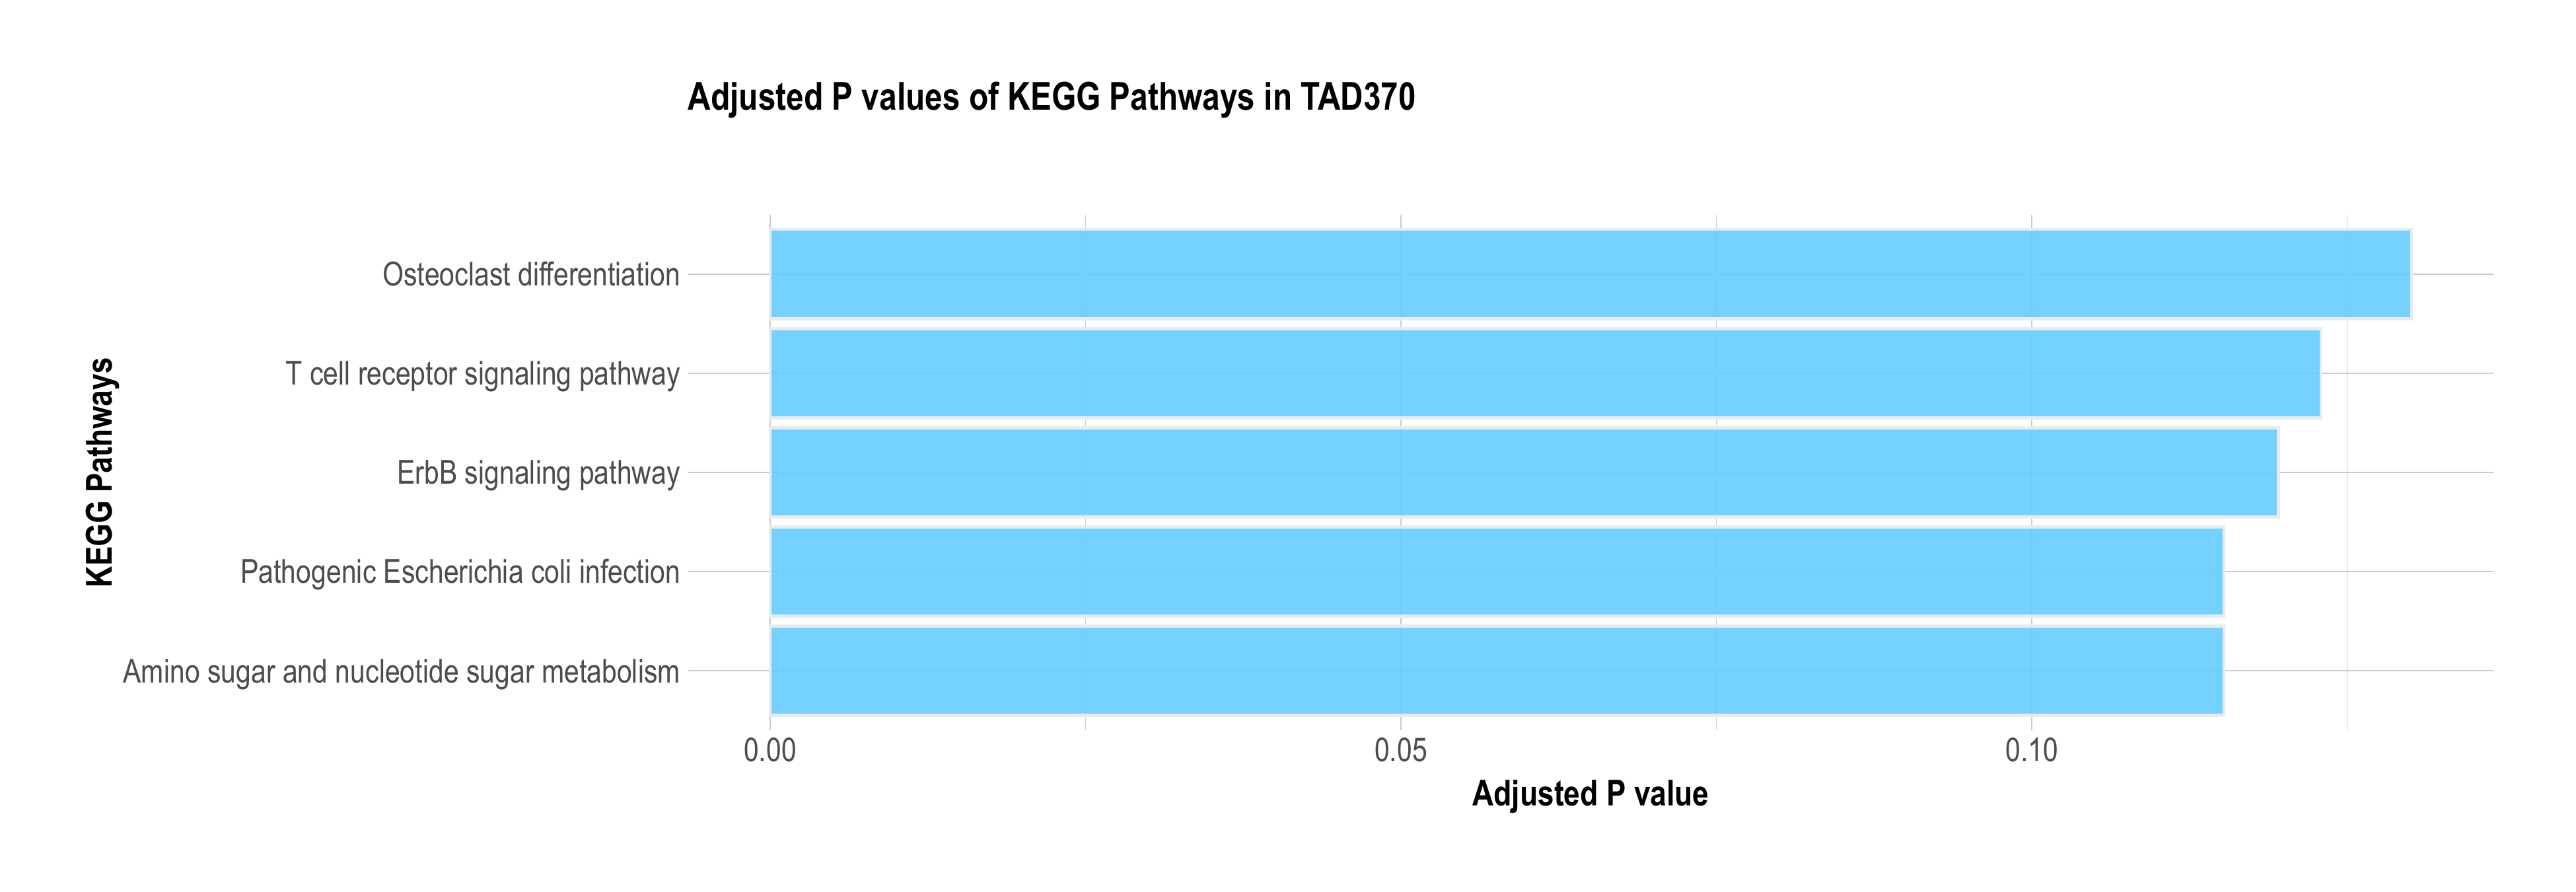 Adjusted P values of KEGG Pathways in TAD370
KEGG Pathways
Osteoclast differentiation
T cell receptor signaling pathway
ErbB signaling pathway
Pathogenic Escherichia coli infection
Amino sugar and nucleotide sugar metabolism
0.00 0.05 0.10
Adjusted P value